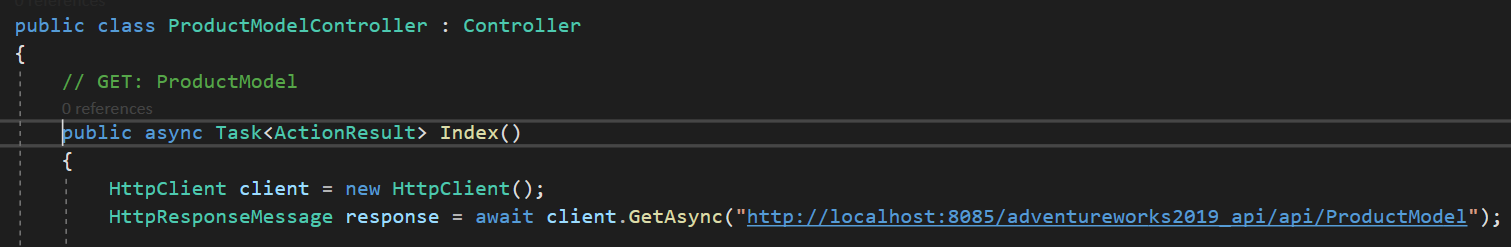 0 references
public class ProductModelController : Controller
{
// GET: ProductModel
0 references
public async Task<ActionResult> Index()
{
HttpClient client = new HttpClient();
HttpResponseMessage response = await client.GetAsync("http://localhost:8085/adventureworks2019_api/api/ProductModel");